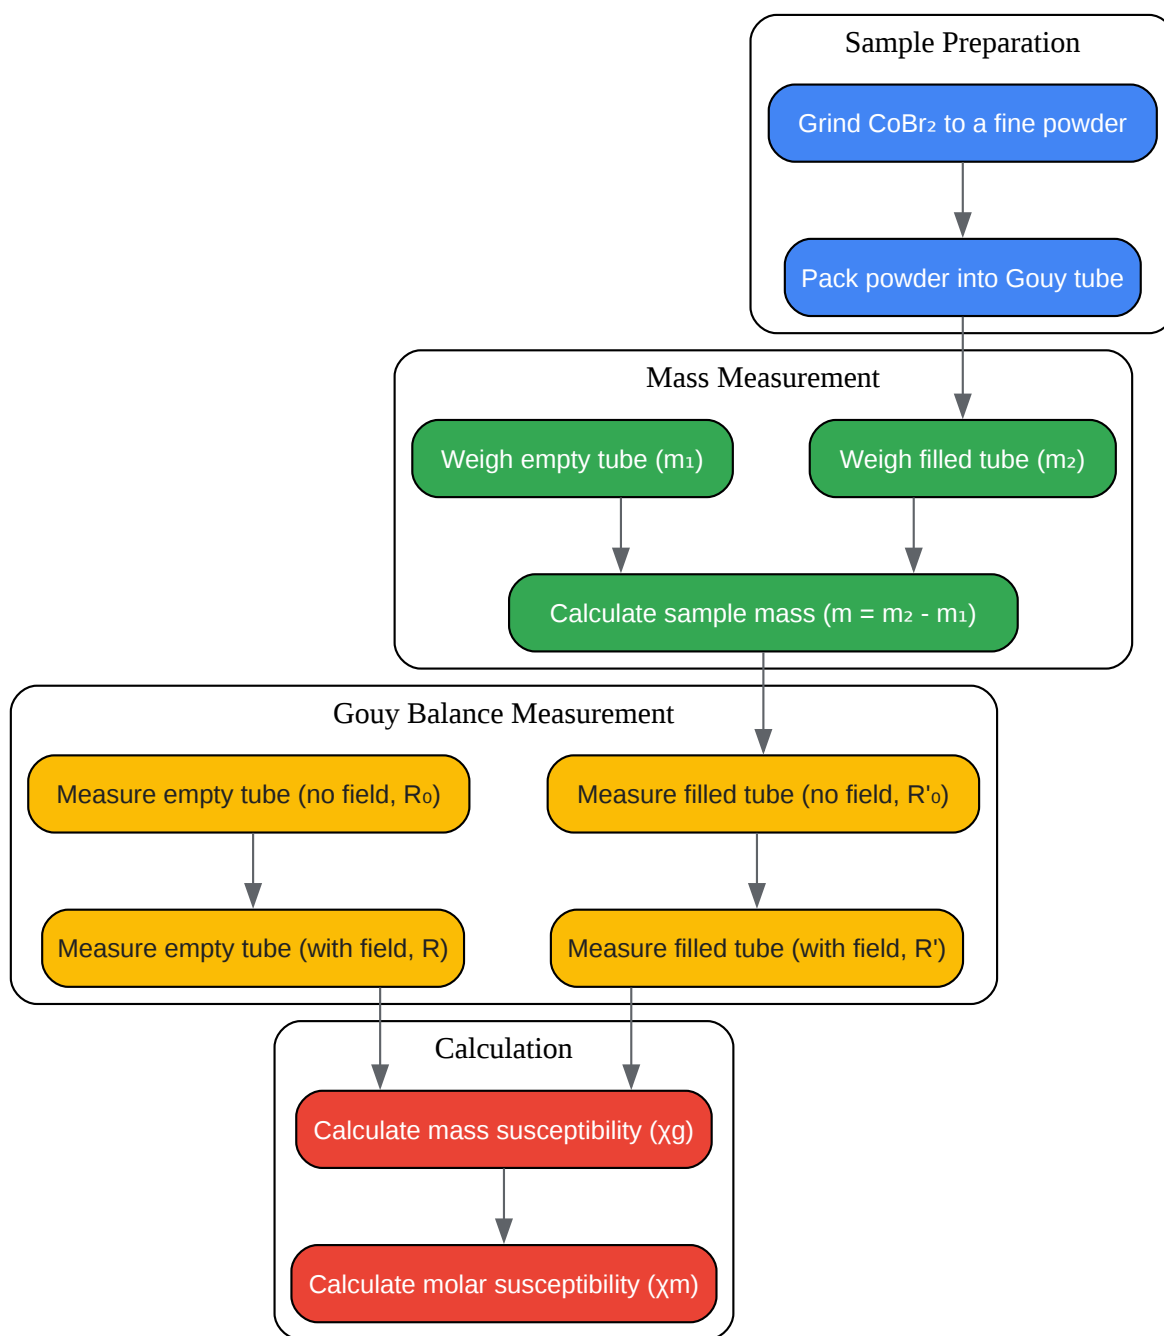 Sample Preparation
Grind CoBr₂ to a fine powder
Pack powder into Gouy tube
Mass Measurement
Weigh empty tube (m₁)
Weigh filled tube (m₂)
Calculate sample mass (m = m₂ - m₁)
Gouy Balance Measurement
Measure empty tube (no field, R₀)
Measure filled tube (no field, R'₀)
Measure empty tube (with field, R)
Measure filled tube (with field, R')
Calculation
Calculate mass susceptibility (χg)
Calculate molar susceptibility (χm)